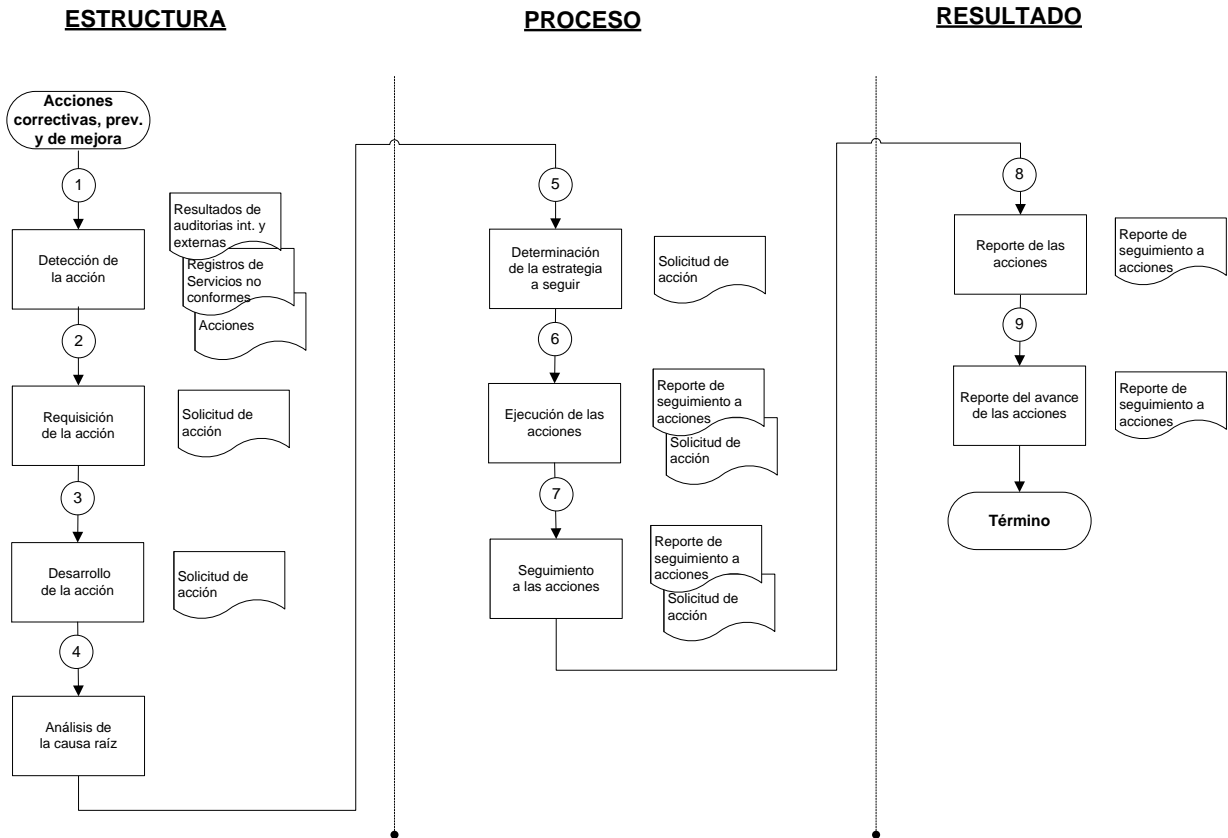 ESTRUCTURA
PROCESO
RESULTADO
Acciones
correctivas, prev.
y de mejora
1
Resultados de
auditorias int. y
externas
Detección de
la acción
Registros de
Servicios no
conformes
Acciones
2
Requisición
de la acción
Solicitud de
acción
3
Desarrollo
de la acción
Solicitud de
acción
4
Análisis de
la causa raíz
5
Determinación
de la estrategia
a seguir
Solicitud de
acción
6
Ejecución de las
acciones
Reporte de
seguimiento a
acciones
Solicitud de
acción
7
Seguimiento
a las acciones
Reporte de
seguimiento a
acciones
Solicitud de
acción
8
Reporte de las
acciones
Reporte de
seguimiento a
acciones
9
Reporte del avance
de las acciones
Reporte de
seguimiento a
acciones
Término